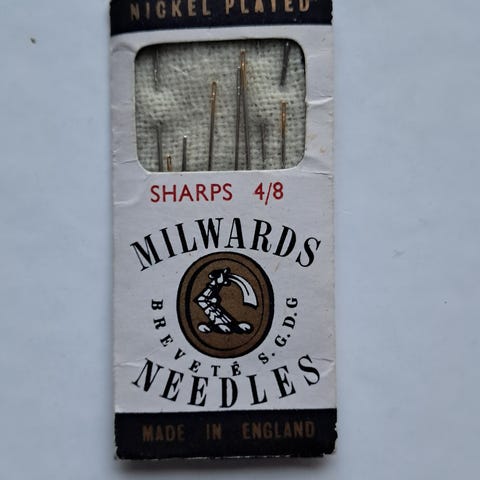 NICKEL PLATED
SHARPS 4/8
MILWARDS
BREVETÉ S.G.D.G
NEEDLES
MADE IN ENGLAND